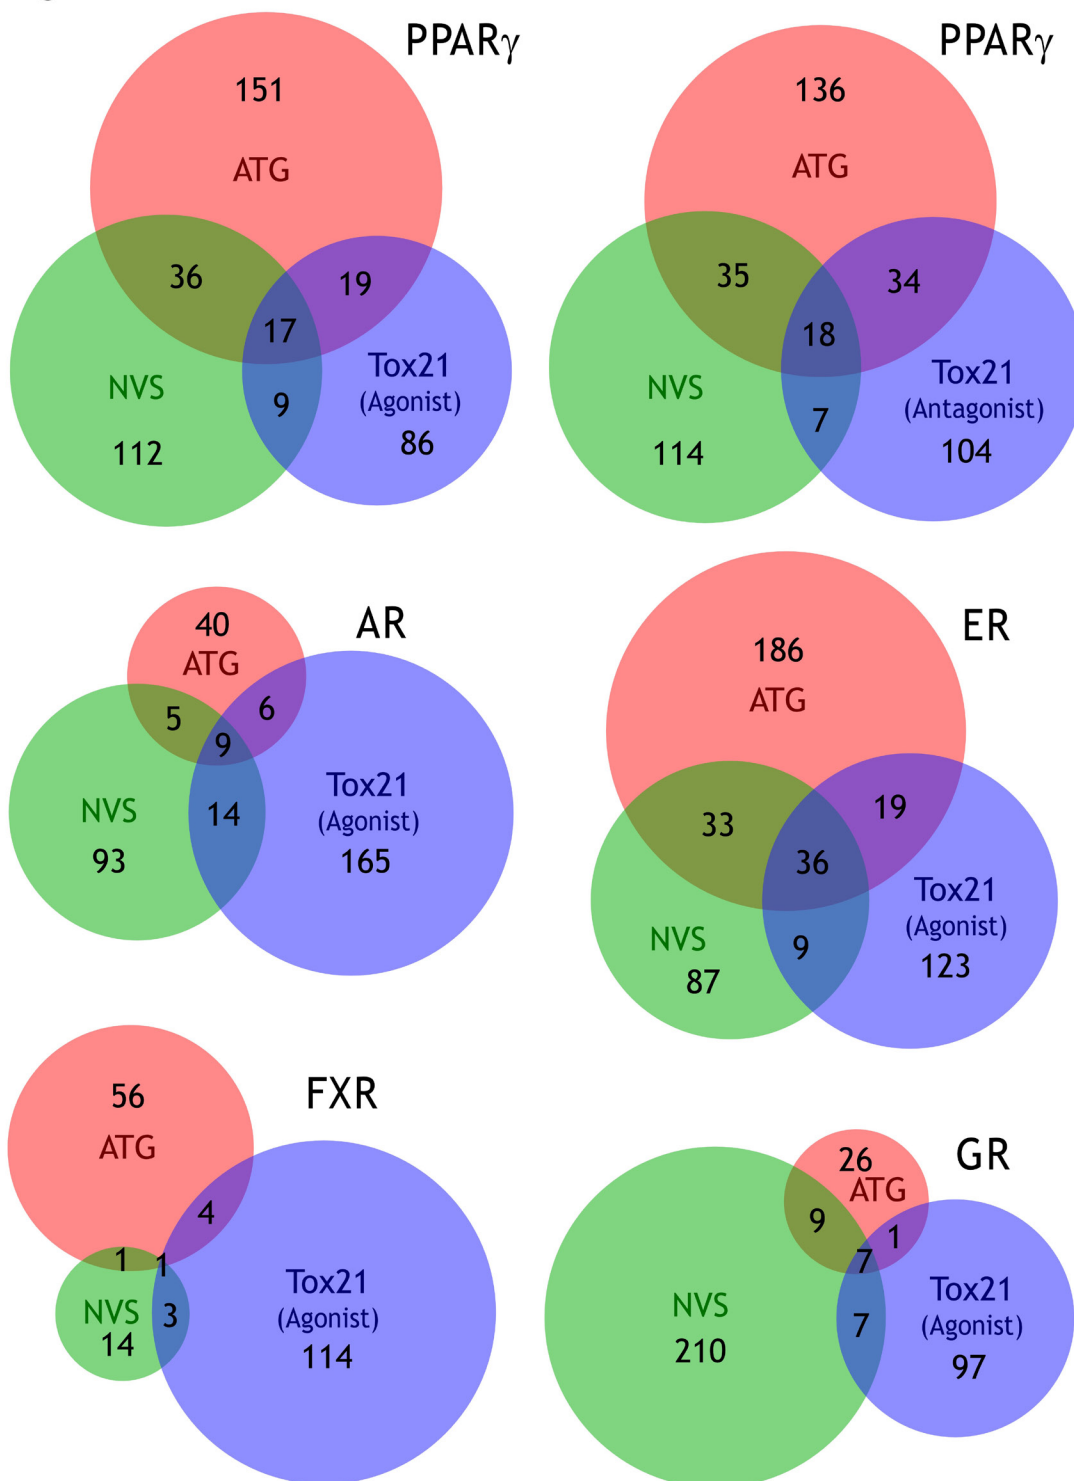 PPARγ
151
ATG
36
19
17
NVS
112
9
Tox21
(Agonist)
86
PPARγ
136
ATG
35
34
18
NVS
114
7
Tox21
(Antagonist)
104
AR
40
ATG
5
6
9
NVS
93
14
Tox21
(Agonist)
165
ER
186
ATG
33
19
36
NVS
87
9
Tox21
(Agonist)
123
FXR
56
ATG
4
1
1
NVS
14
3
Tox21
(Agonist)
114
GR
26
ATG
9
1
7
NVS
210
7
Tox21
(Agonist)
97